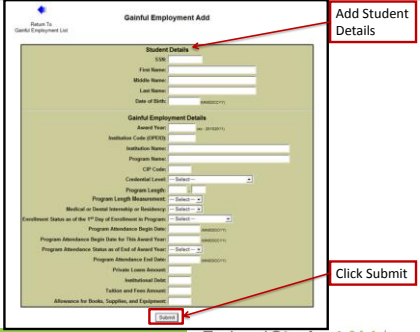 Gainful Employment Add
Return To
Gainful Employment List
Add Student
Details
Student Details
SSN:
First Name:
Middle Name:
Last Name:
Date of Birth: (MMDDCCYY)
Gainful Employment Details
Award Year:
Institution Code (OPEID):
Institution Name:
Program Name:
CIP Code:
Credential Level: -- Select --
Program Length:
Program Length Measurement: -- Select --
Medical or Dental Internship or Residency: -- Select --
Enrollment Status as of the 1st Day of Enrollment in Program: -- Select --
Program Attendance Begin Date: (MMDDCCYY)
Program Attendance Begin Date for This Award Year: (MMDDCCYY)
Program Attendance Status as of End of Award Year: -- Select --
Program Attendance End Date: (MMDDCCYY)
Private Loans Amount:
Institutional Debt:
Tuition and Fees Amount:
Allowance for Books, Supplies, and Equipment:
Submit
Click Submit